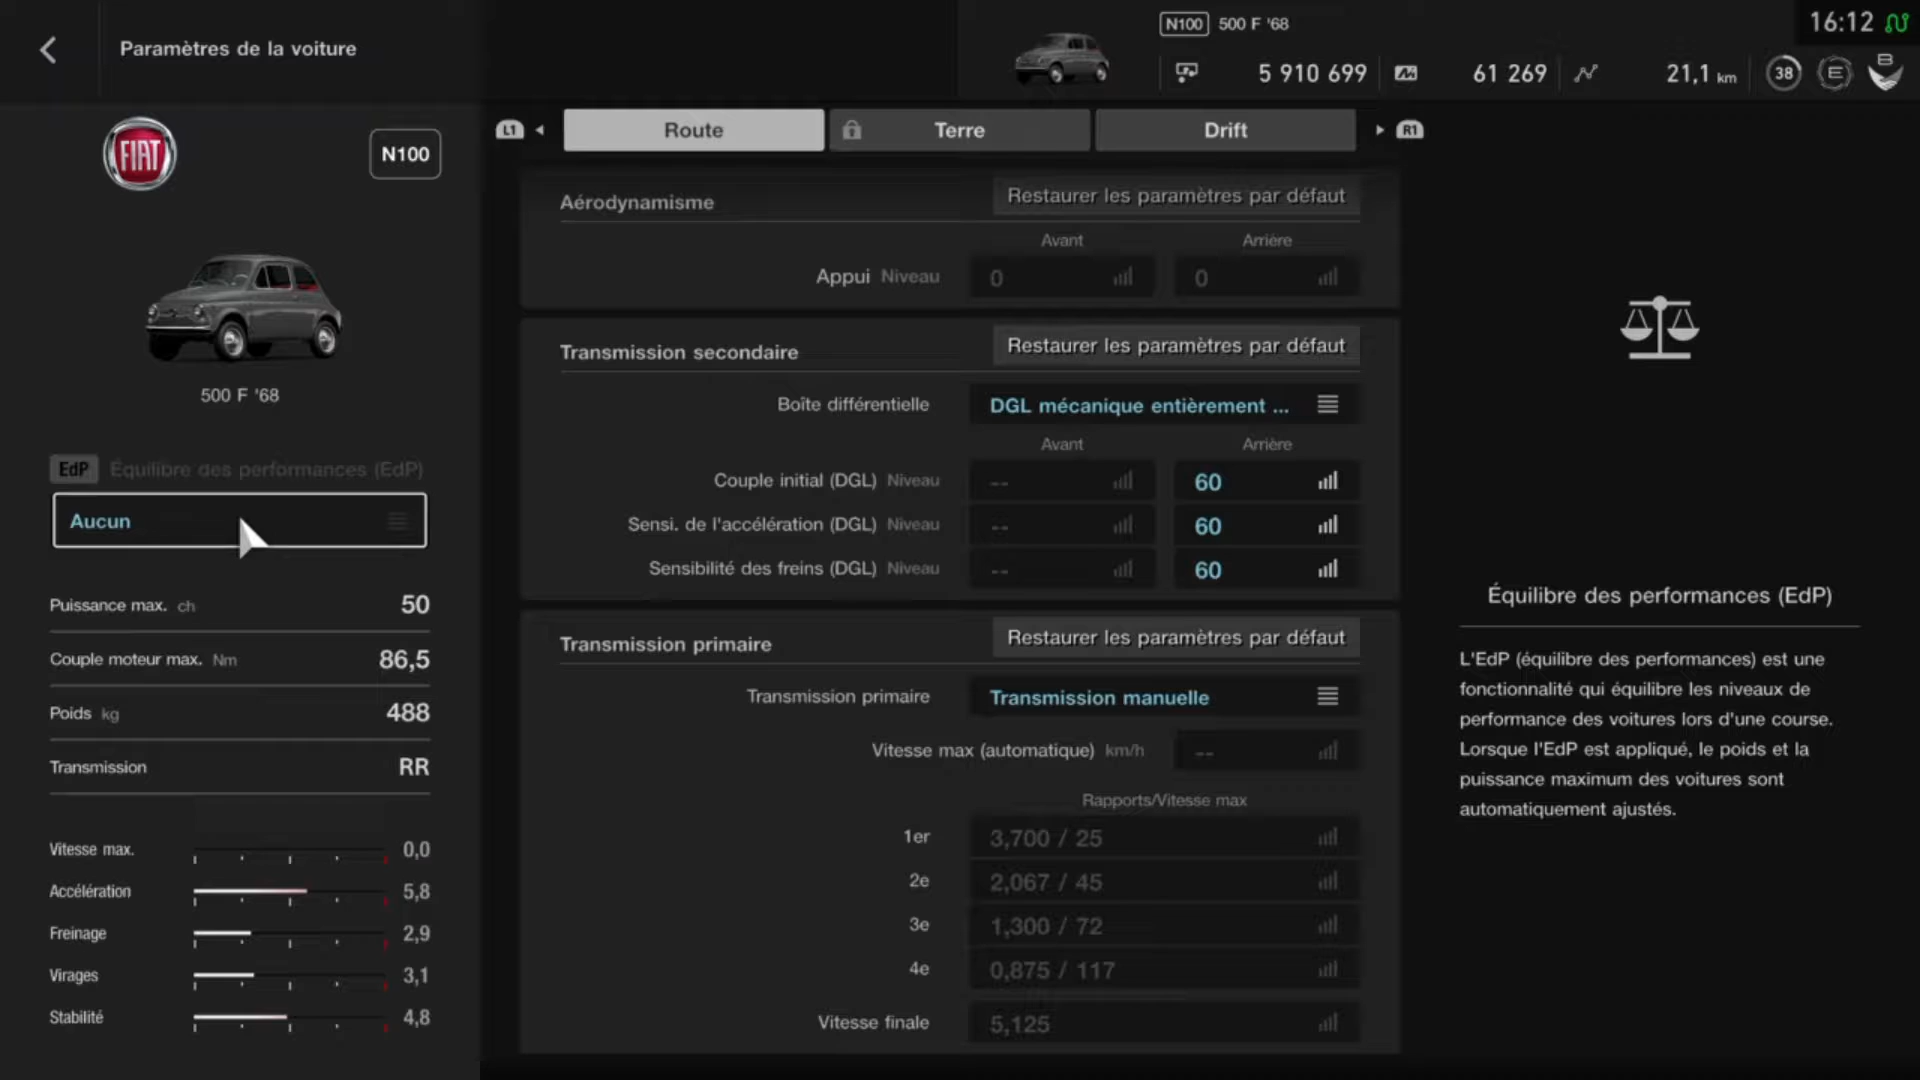 Paramètres de la voiture
N100 500 F '68
5 910 699
61 269
21,1 km
38
E
B
16:12
FIAT
N100
500 F '68
EdP Équilibre des performances (EdP)
Aucun
Puissance max. ch 50
Couple moteur max. Nm 86,5
Poids kg 488
Transmission RR
Vitesse max. 0,0
Accélération 5,8
Freinage 2,9
Virages 3,1
Stabilité 4,8
L1 Route Terre Drift R1
Aérodynamisme Restaurer les paramètres par défaut
Avant Arrière
Appui Niveau 0 0
Transmission secondaire Restaurer les paramètres par défaut
Boîte différentielle DGL mécanique entièrement ...
Avant Arrière
Couple initial (DGL) Niveau -- 60
Sensi. de l'accélération (DGL) Niveau -- 60
Sensibilité des freins (DGL) Niveau -- 60
Transmission primaire Restaurer les paramètres par défaut
Transmission primaire Transmission manuelle
Vitesse max (automatique) km/h --
Rapports/Vitesse max
1er 3,700 / 25
2e 2,067 / 45
3e 1,300 / 72
4e 0,875 / 117
Vitesse finale 5,125
Équilibre des performances (EdP)
L'EdP (équilibre des performances) est une
fonctionnalité qui équilibre les niveaux de
performance des voitures lors d'une course.
Lorsque l'EdP est appliqué, le poids et la
puissance maximum des voitures sont
automatiquement ajustés.